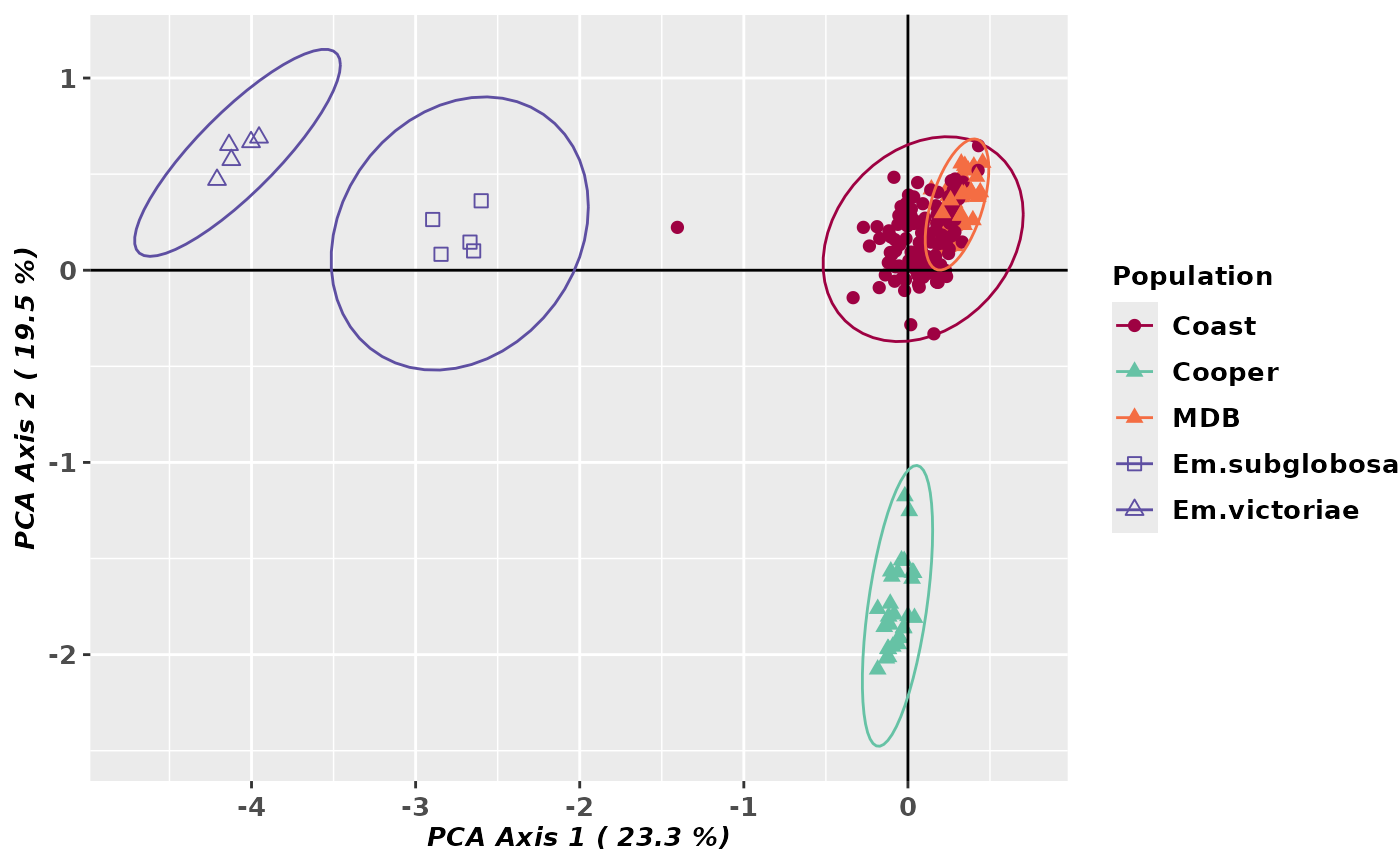 1
0
-1
-2
PCA Axis 2 ( 19.5 %)
-4
-3
-2
-1
0
PCA Axis 1 ( 23.3 %)
Population
Coast
Cooper
MDB
Em.subglobosa
Em.victoriae